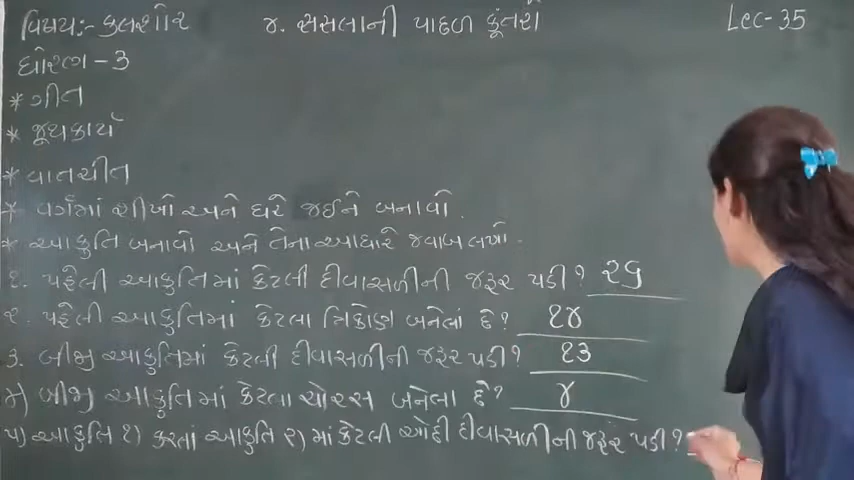 વિષય:- કલશોર ૪. સસલાની પાછળ કૂતરો Lec-35
ધોરણ - 3
* ગીત
* જૂથકાર્ય
* વાતચીત
* વર્ગમાં શીખો અને ઘરે જઈને બનાવો.
* આકૃતિ બનાવો અને તેના આધારે જવાબ લખો.
૧. પહેલી આકૃતિમાં કેટલી દીવાસળીની જરૂર પડી? ૨૬
૨. પહેલી આકૃતિમાં કેટલા ત્રિકોણ બનેલાં છે? ૧૪
૩. બીજી આકૃતિમાં કેટલી દીવાસળીની જરૂર પડી? ૧૩
૪) બીજી આકૃતિમાં કેટલા ચોરસ બનેલા છે? ૪
૫) આકૃતિ ૧) કરતાં આકૃતિ ૨) માં કેટલી ઓછી દીવાસળીની જરૂર પડી?